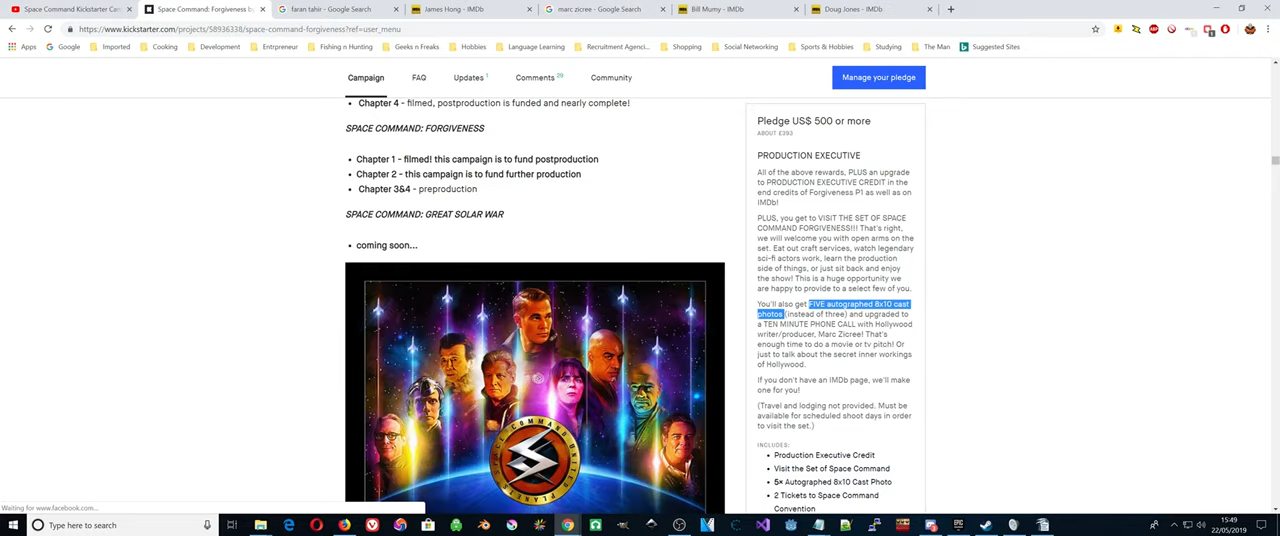 Space Command Kickstarter Can
Space Command: Forgiveness by
faran tahir - Google Search
James Hong - IMDb
marc zicree - Google Search
Bill Mumy - IMDb
Doug Jones - IMDb
https://www.kickstarter.com/projects/58936338/space-command-forgiveness?ref=user_menu
Apps
Google
Imported
Cooking
Development
Entrpreneur
Fishing n Hunting
Geeks n Freaks
Hobbies
Language Learning
Recruitment Agenci...
Shopping
Social Networking
Sports & Hobbies
Studying
The Man
Suggested Sites
Campaign
FAQ
Updates 1
Comments 29
Community
Manage your pledge
• Chapter 4 - filmed, postproduction is funded and nearly complete!
SPACE COMMAND: FORGIVENESS
• Chapter 1 - filmed! this campaign is to fund postproduction
• Chapter 2 - this campaign is to fund further production
• Chapter 3&4 - preproduction
SPACE COMMAND: GREAT SOLAR WAR
• coming soon...
SPACE COMMAND UNITED PLANETS
Pledge US$ 500 or more
ABOUT £393
PRODUCTION EXECUTIVE
All of the above rewards, PLUS an upgrade
to PRODUCTION EXECUTIVE CREDIT in the
end credits of Forgiveness P1 as well as on
IMDb!
PLUS, you get to VISIT THE SET OF SPACE
COMMAND FORGIVENESS!!! That's right,
we will welcome you with open arms on the
set. Eat out craft services, watch legendary
sci-fi actors work, learn the production
side of things, or just sit back and enjoy
the show! This is a huge opportunity we
are happy to provide to a select few of you.
You'll also get FIVE autographed 8x10 cast
photos (instead of three) and upgraded to
a TEN MINUTE PHONE CALL with Hollywood
writer/producer, Marc Zicree! That's
enough time to do a movie or tv pitch! Or
just to talk about the secret inner workings
of Hollywood.
If you don't have an IMDb page, we'll make
one for you!
(Travel and lodging not provided. Must be
available for scheduled shoot days in order
to visit the set.)
INCLUDES:
• Production Executive Credit
• Visit the Set of Space Command
• 5× Autographed 8x10 Cast Photo
• 2 Tickets to Space Command
Convention
Waiting for www.facebook.com...
Type here to search
15:49
22/05/2019